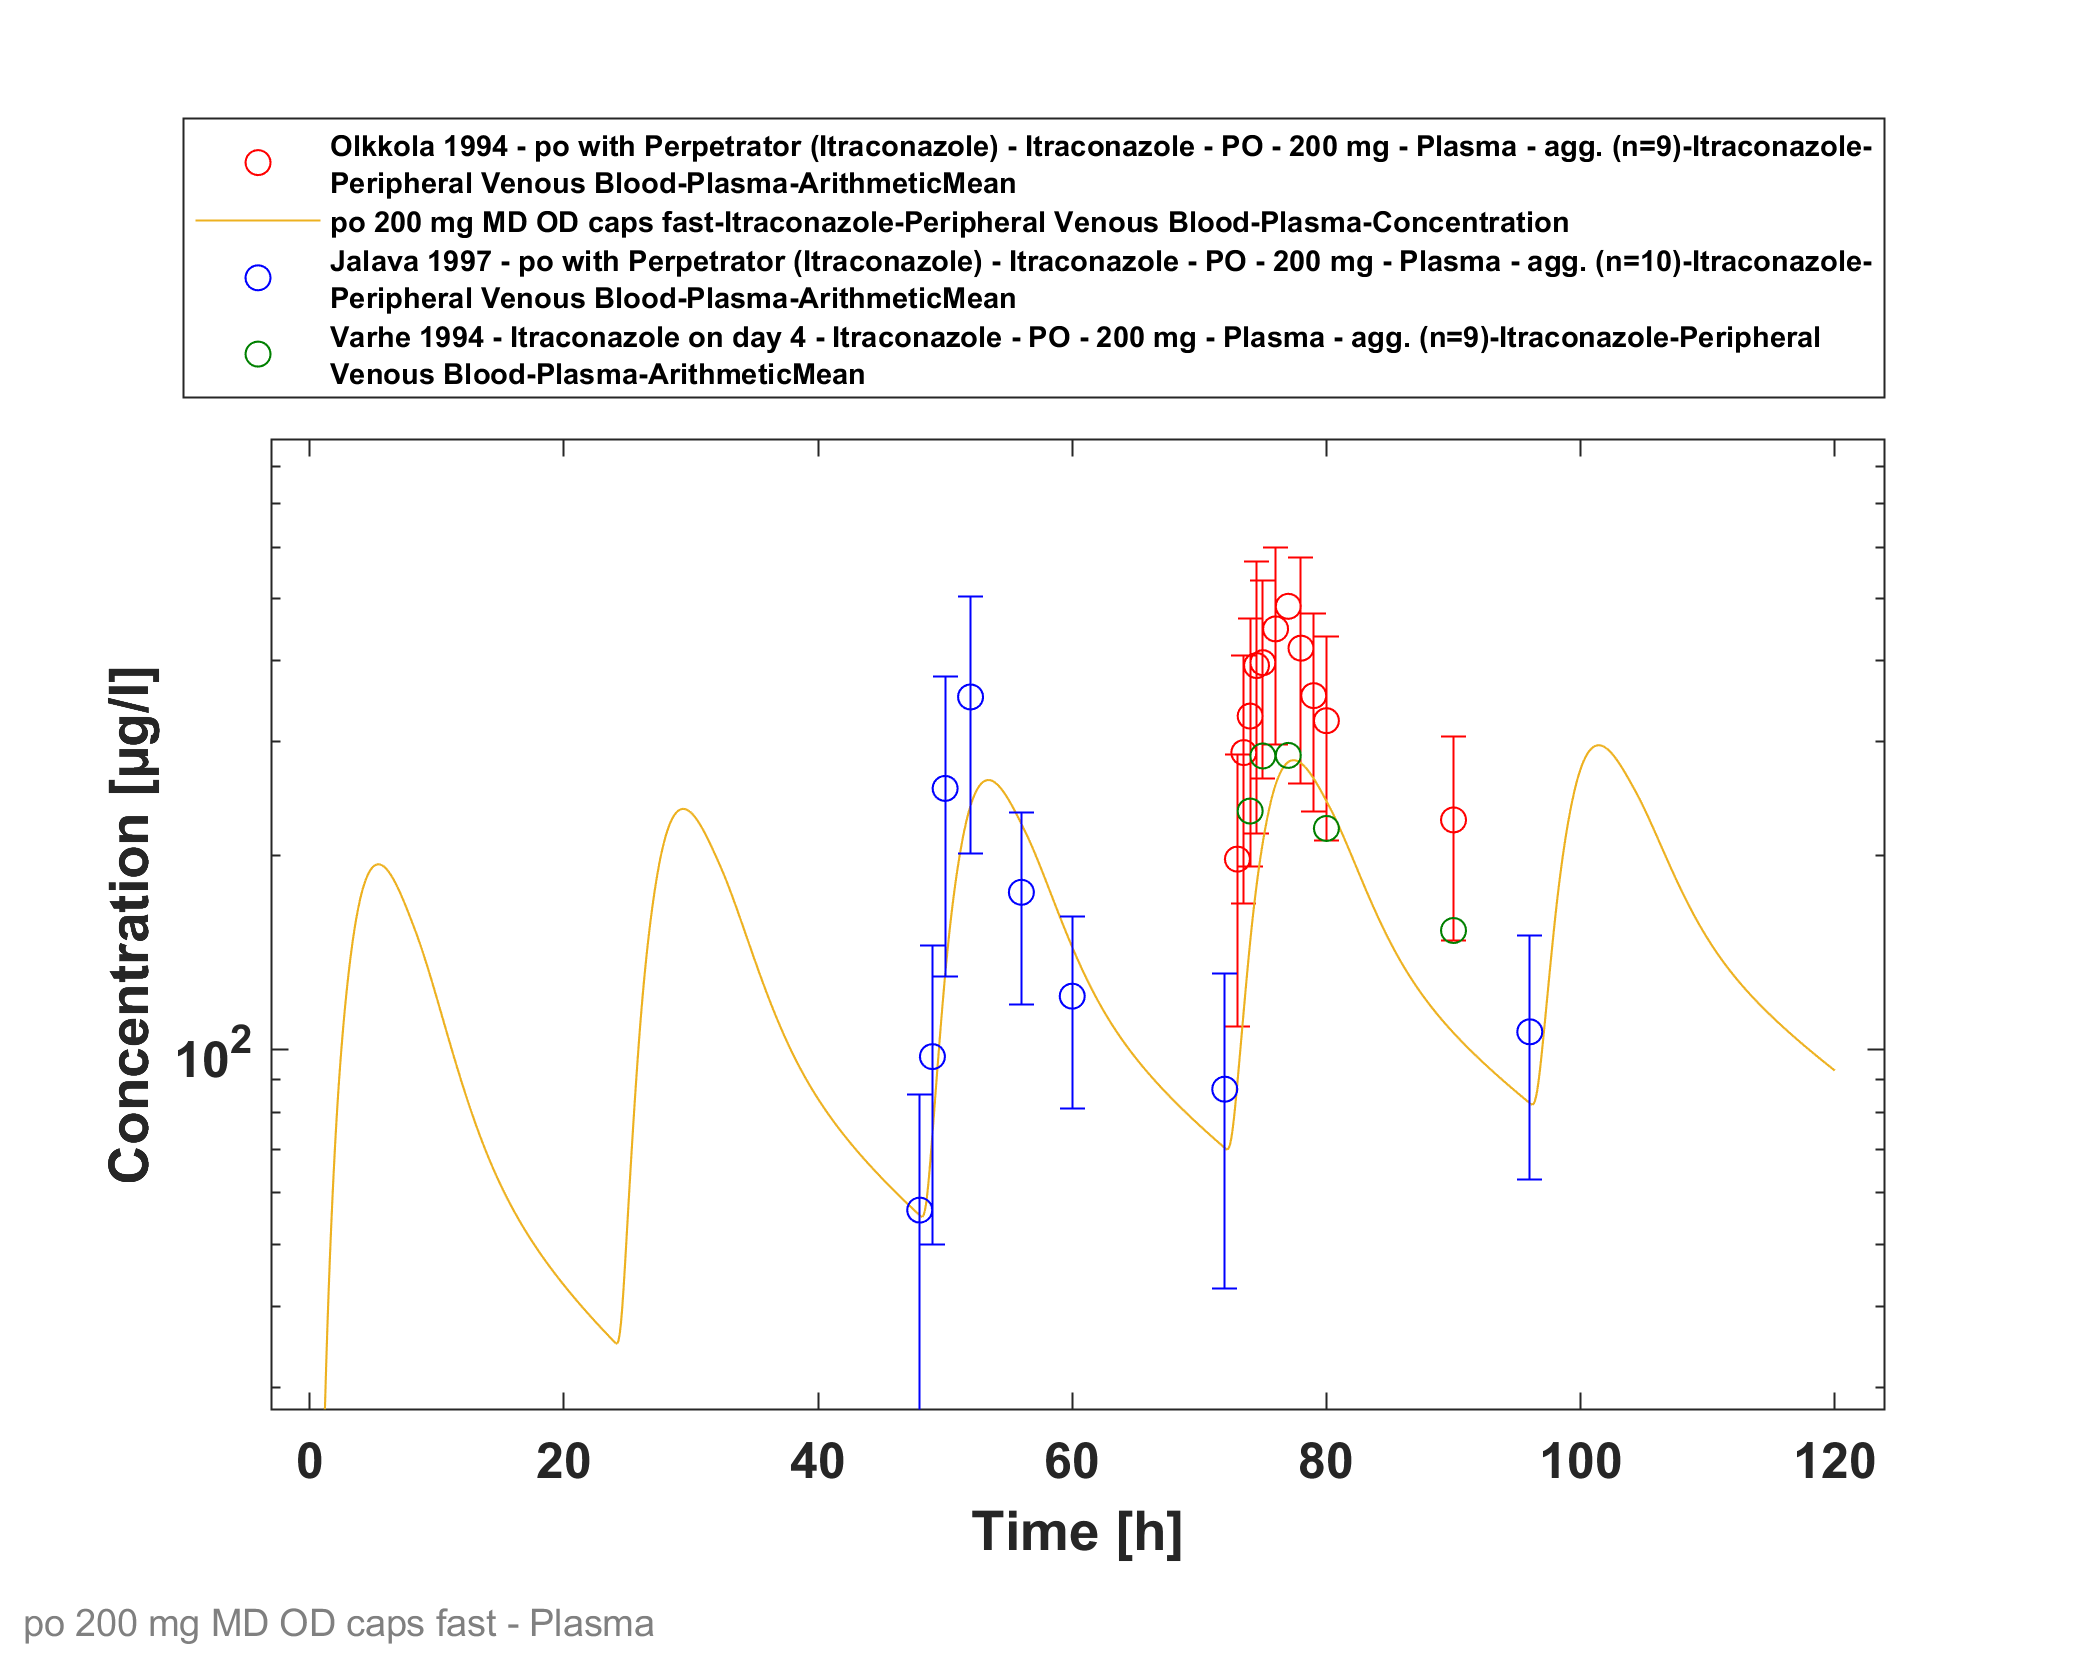 Olkkola 1994 - po with Perpetrator (Itraconazole) - Itraconazole - PO - 200 mg - Plasma - agg. (n=9)-Itraconazole-
Peripheral Venous Blood-Plasma-ArithmeticMean
po 200 mg MD OD caps fast-Itraconazole-Peripheral Venous Blood-Plasma-Concentration
Jalava 1997 - po with Perpetrator (Itraconazole) - Itraconazole - PO - 200 mg - Plasma - agg. (n=10)-Itraconazole-
Peripheral Venous Blood-Plasma-ArithmeticMean
Varhe 1994 - Itraconazole on day 4 - Itraconazole - PO - 200 mg - Plasma - agg. (n=9)-Itraconazole-Peripheral
Venous Blood-Plasma-ArithmeticMean
Concentration [µg/l]
10²
0 20 40 60 80 100 120
Time [h]
po 200 mg MD OD caps fast - Plasma